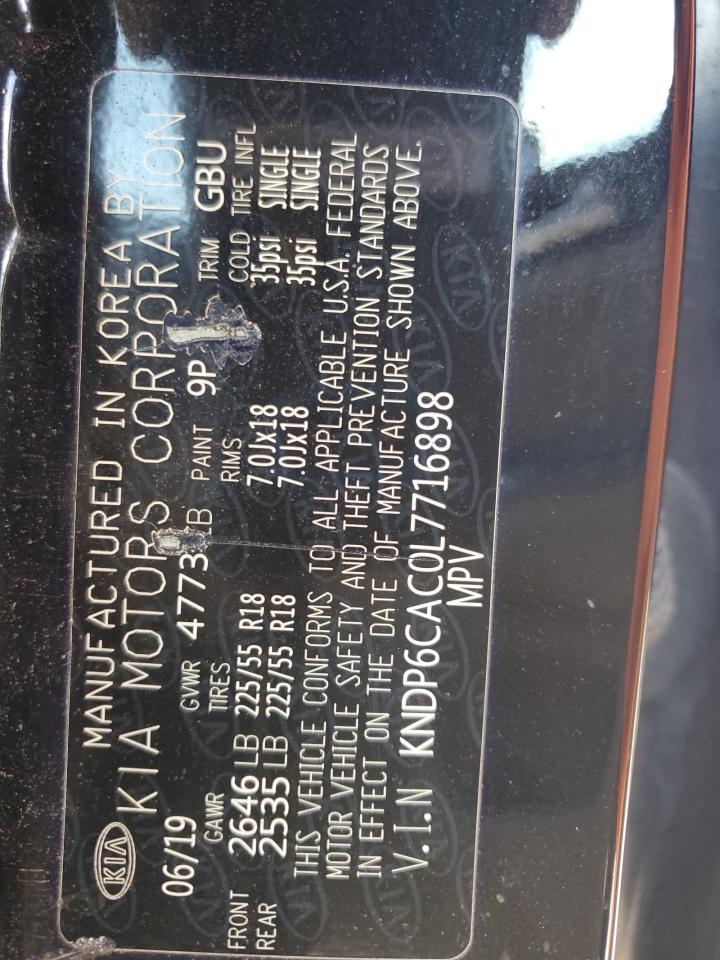 MANUFACTURED IN KOREA BY
KIA KIA MOTORS CORPORATION
06/19 GVWR 4773 LB PAINT 9P TRIM GBU
GAWR TIRES RIMS COLD TIRE INFL
FRONT 2646 LB 225/55 R18 7.0Jx18 35psi SINGLE
REAR 2535 LB 225/55 R18 7.0Jx18 35psi SINGLE
THIS VEHICLE CONFORMS TO ALL APPLICABLE U.S.A. FEDERAL
MOTOR VEHICLE SAFETY AND THEFT PREVENTION STANDARDS
IN EFFECT ON THE DATE OF MANUFACTURE SHOWN ABOVE.
V.I.N KNDP6CAC0L7716898
MPV